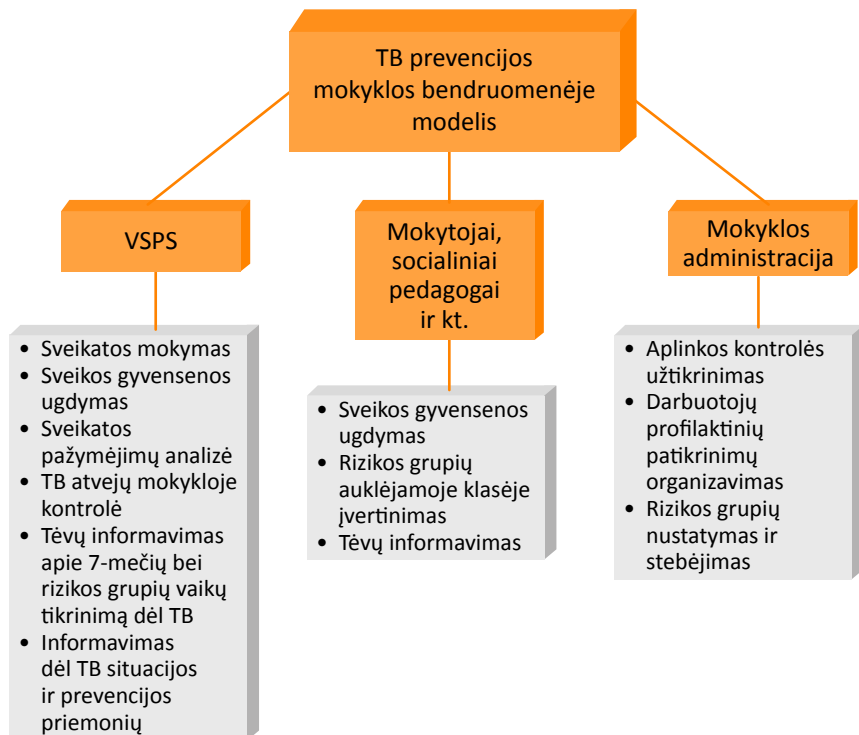 TB prevencijos
mokyklos bendruomenėje
modelis
VSPS
• Sveikatos mokymas
• Sveikos gyvensenos
ugdymas
• Sveikatos
pažymėjimų analizė
• TB atvejų mokykloje
kontrolė
• Tėvų informavimas
apie 7-mečių bei
rizikos grupių vaikų
tikrinimą dėl TB
• Informavimas
dėl TB situacijos
ir prevencijos
priemonių
Mokytojai,
socialiniai
pedagogai
ir kt.
• Sveikos gyvensenos
ugdymas
• Rizikos grupių
auklėjamoje klasėje
įvertinimas
• Tėvų informavimas
Mokyklos
administracija
• Aplinkos kontrolės
užtikrinimas
• Darbuotojų
profilaktinių
patikrinimų
organizavimas
• Rizikos grupių
nustatymas ir
stebėjimas